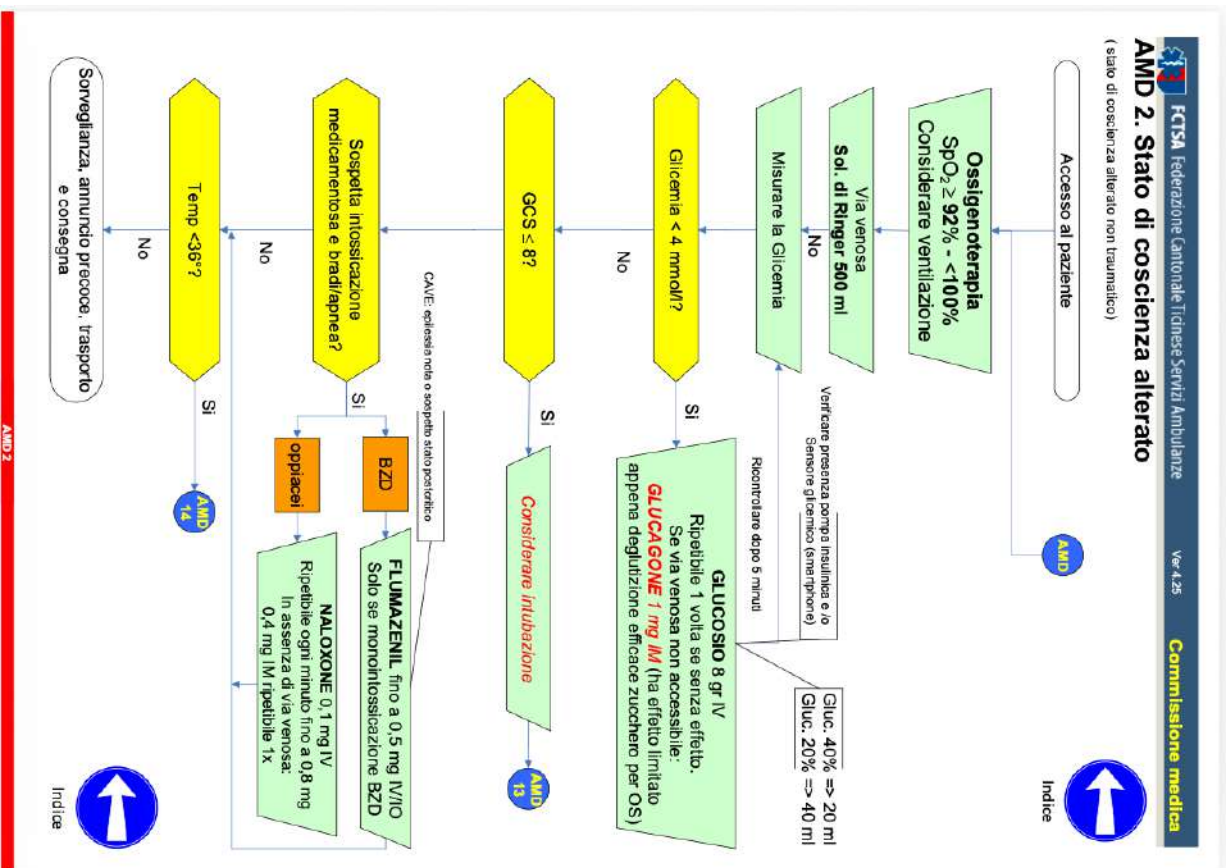 FCTSA Federazione Cantonale Ticinese Servizi Ambulanze
Ver 4.25
Commissione medica
AMD 2. Stato di coscienza alterato
( stato di coscienza alterato non traumatico)
Indice
Accesso al paziente
AMD
Ossigenoterapia
SpO₂ ≥ 92% - <100%
Considerare ventilazione
Via venosa
Sol. di Ringer 500 ml
No
Misurare la Glicemia
Verificare presenza pompa insulinica e /o
Sensore glicemico (smartphone)
Ricontrollare dopo 5 minuti
Gluc. 40% => 20 ml
Gluc. 20% => 40 ml
Glicemia < 4 mmol/l?
Si
No
GLUCOSIO 8 gr IV
Ripetibile 1 volta se senza effetto.
Se via venosa non accessibile:
GLUCAGONE 1 mg IM (ha effetto limitato
appena deglutizione efficace zucchero per OS)
GCS ≤ 8?
Si
Considerare intubazione
AMD
13
CAVE: epilessia nota o sospetto stato postcritico
Sospetta intossicazione
medicamentosa e bradi/apnea?
Si
No
BZD
FLUMAZENIL fino a 0,5 mg IV/IO
Solo se monointossicazione BZD
oppiacei
NALOXONE 0,1 mg IV
Ripetibile ogni minuto fino a 0,8 mg
In assenza di via venosa:
0,4 mg IM ripetibile 1x
Temp <36°?
Si
No
AMD
14
Sorveglianza, annuncio precoce, trasporto
e consegna
Indice
AMD 2